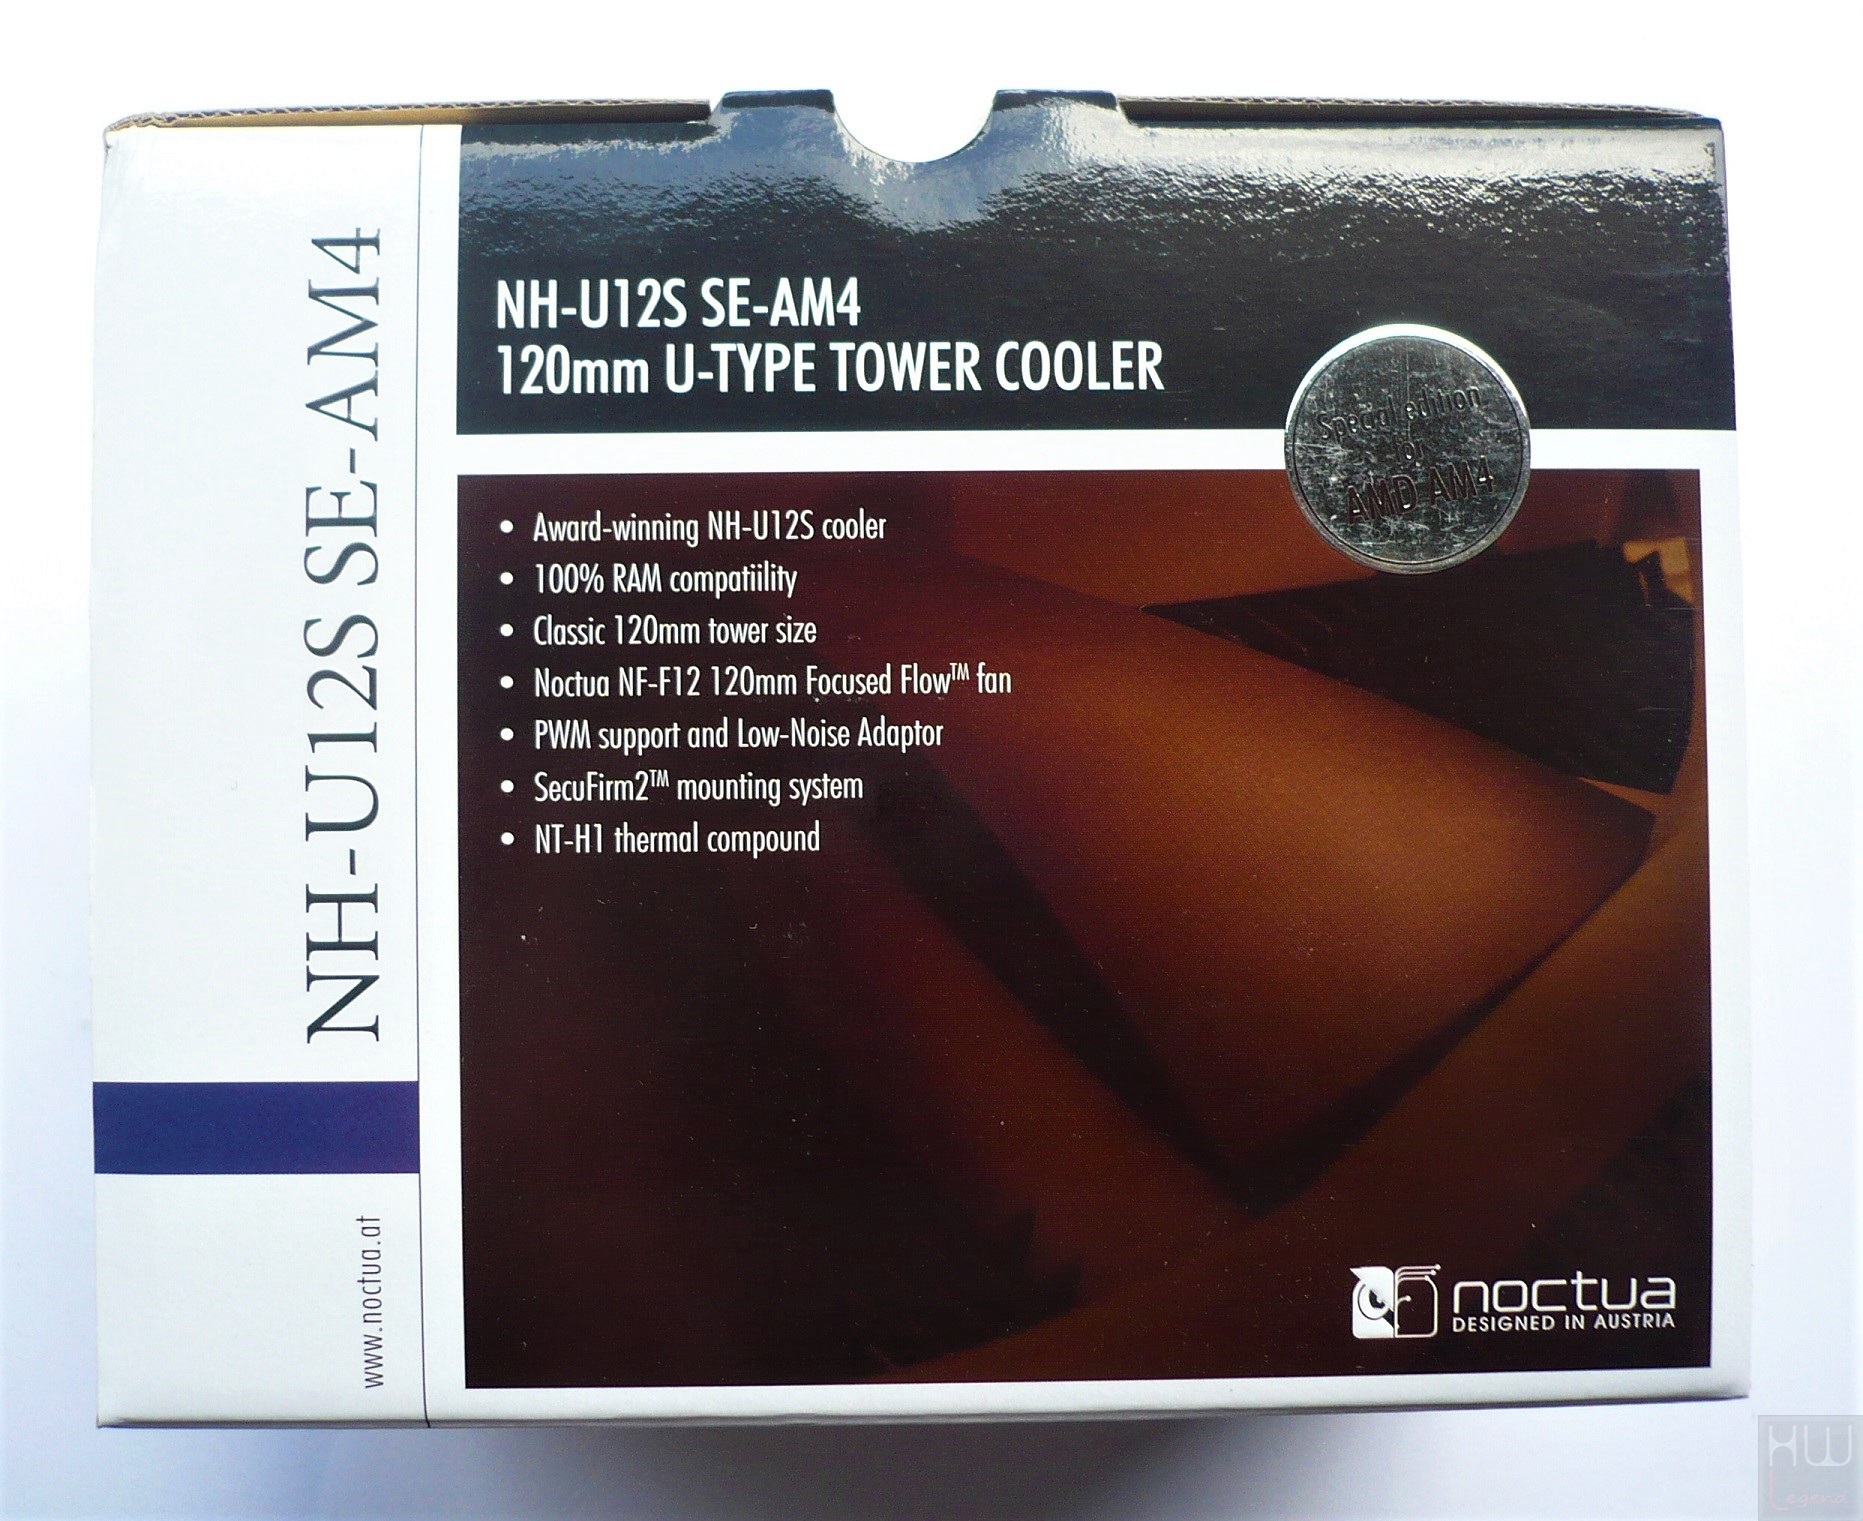 NH-U12S SE-AM4
www.noctua.at
NH-U12S SE-AM4
120mm U-TYPE TOWER COOLER
Special edition
for
AMD AM4
• Award-winning NH-U12S cooler
• 100% RAM compatiility
• Classic 120mm tower size
• Noctua NF-F12 120mm Focused Flow™ fan
• PWM support and Low-Noise Adaptor
• SecuFirm2™ mounting system
• NT-H1 thermal compound
noctua
DESIGNED IN AUSTRIA
HW
Legend